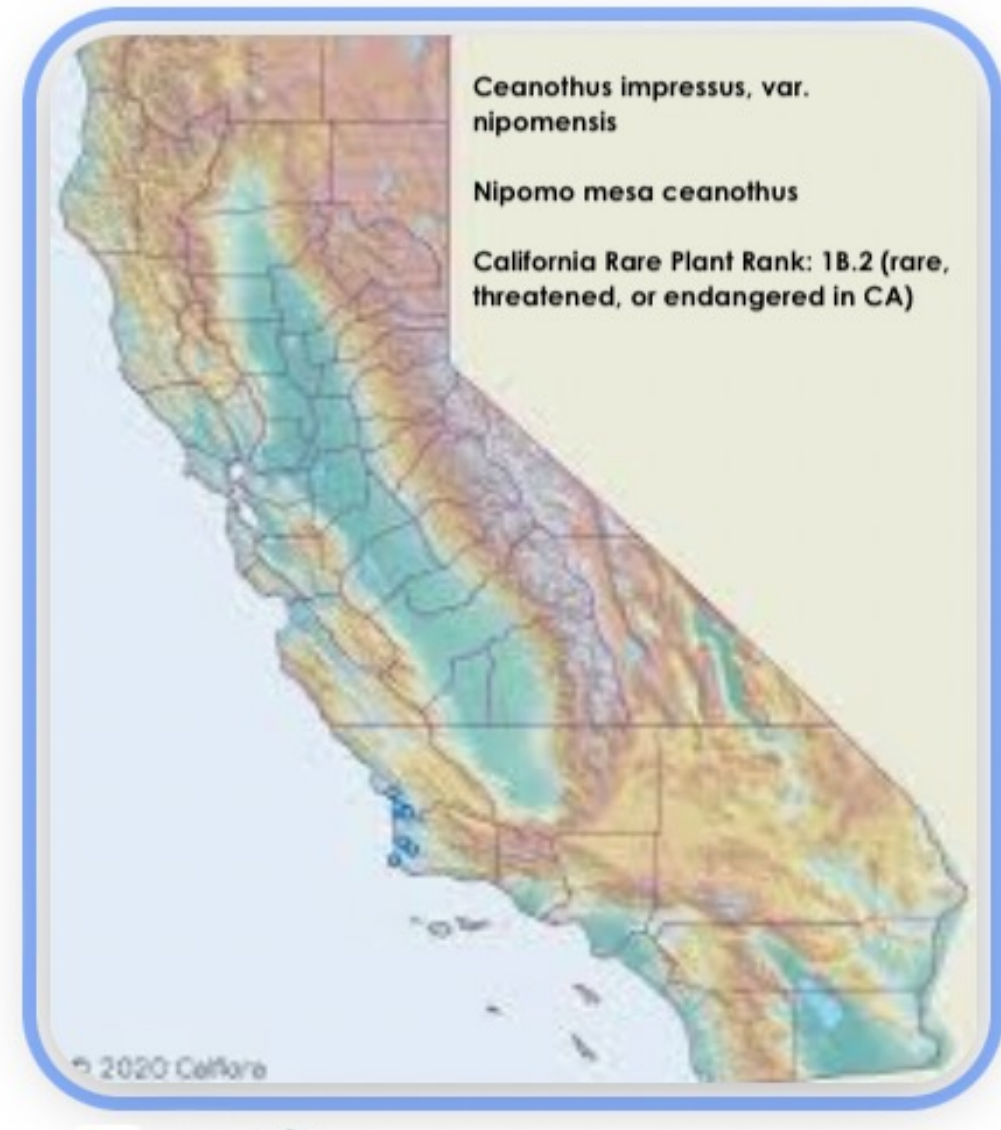 Ceanothus impressus, var.
nipomensis
Nipomo mesa ceanothus
California Rare Plant Rank: 1B.2 (rare,
threatened, or endangered in CA)
© 2020 Calflora